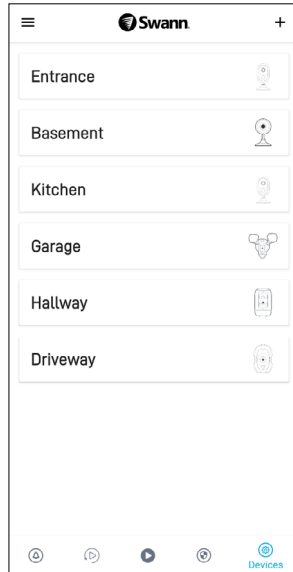 Swann
Entrance
Basement
Kitchen
Garage
Hallway
Driveway
Devices